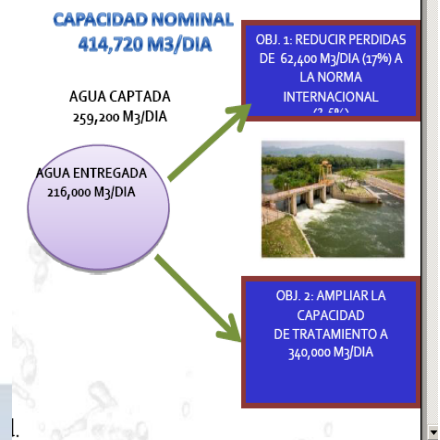 CAPACIDAD NOMINAL
414,720 M3/DIA
AGUA CAPTADA
259,200 M3/DIA
AGUA ENTREGADA
216,000 M3/DIA
OBJ. 1: REDUCIR PERDIDAS
DE 62,400 M3/DIA (17%) A
LA NORMA
INTERNACIONAL
OBJ. 2: AMPLIAR LA
CAPACIDAD
DE TRATAMIENTO A
340,000 M3/DIA